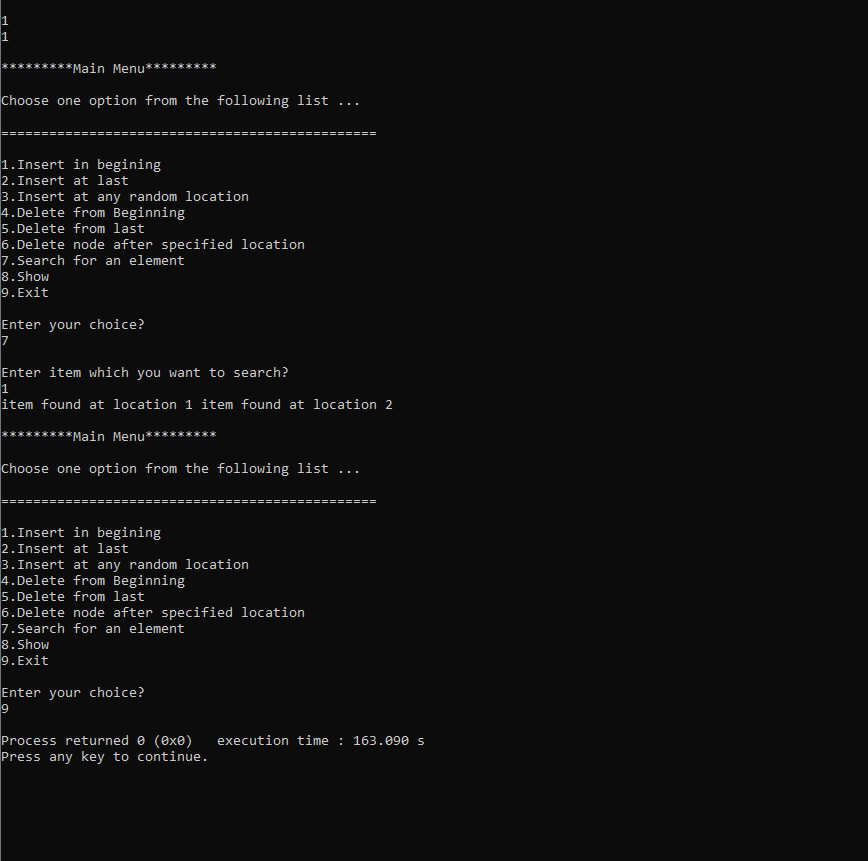 1
1
*********Main Menu*********
Choose one option from the following list ...
===============================================
1.Insert in begining
2.Insert at last
3.Insert at any random location
4.Delete from Beginning
5.Delete from last
6.Delete node after specified location
7.Search for an element
8.Show
9.Exit
Enter your choice?
7
Enter item which you want to search?
1
item found at location 1 item found at location 2
*********Main Menu*********
Choose one option from the following list ...
===============================================
1.Insert in begining
2.Insert at last
3.Insert at any random location
4.Delete from Beginning
5.Delete from last
6.Delete node after specified location
7.Search for an element
8.Show
9.Exit
Enter your choice?
9
Process returned 0 (0x0)   execution time : 163.090 s
Press any key to continue.